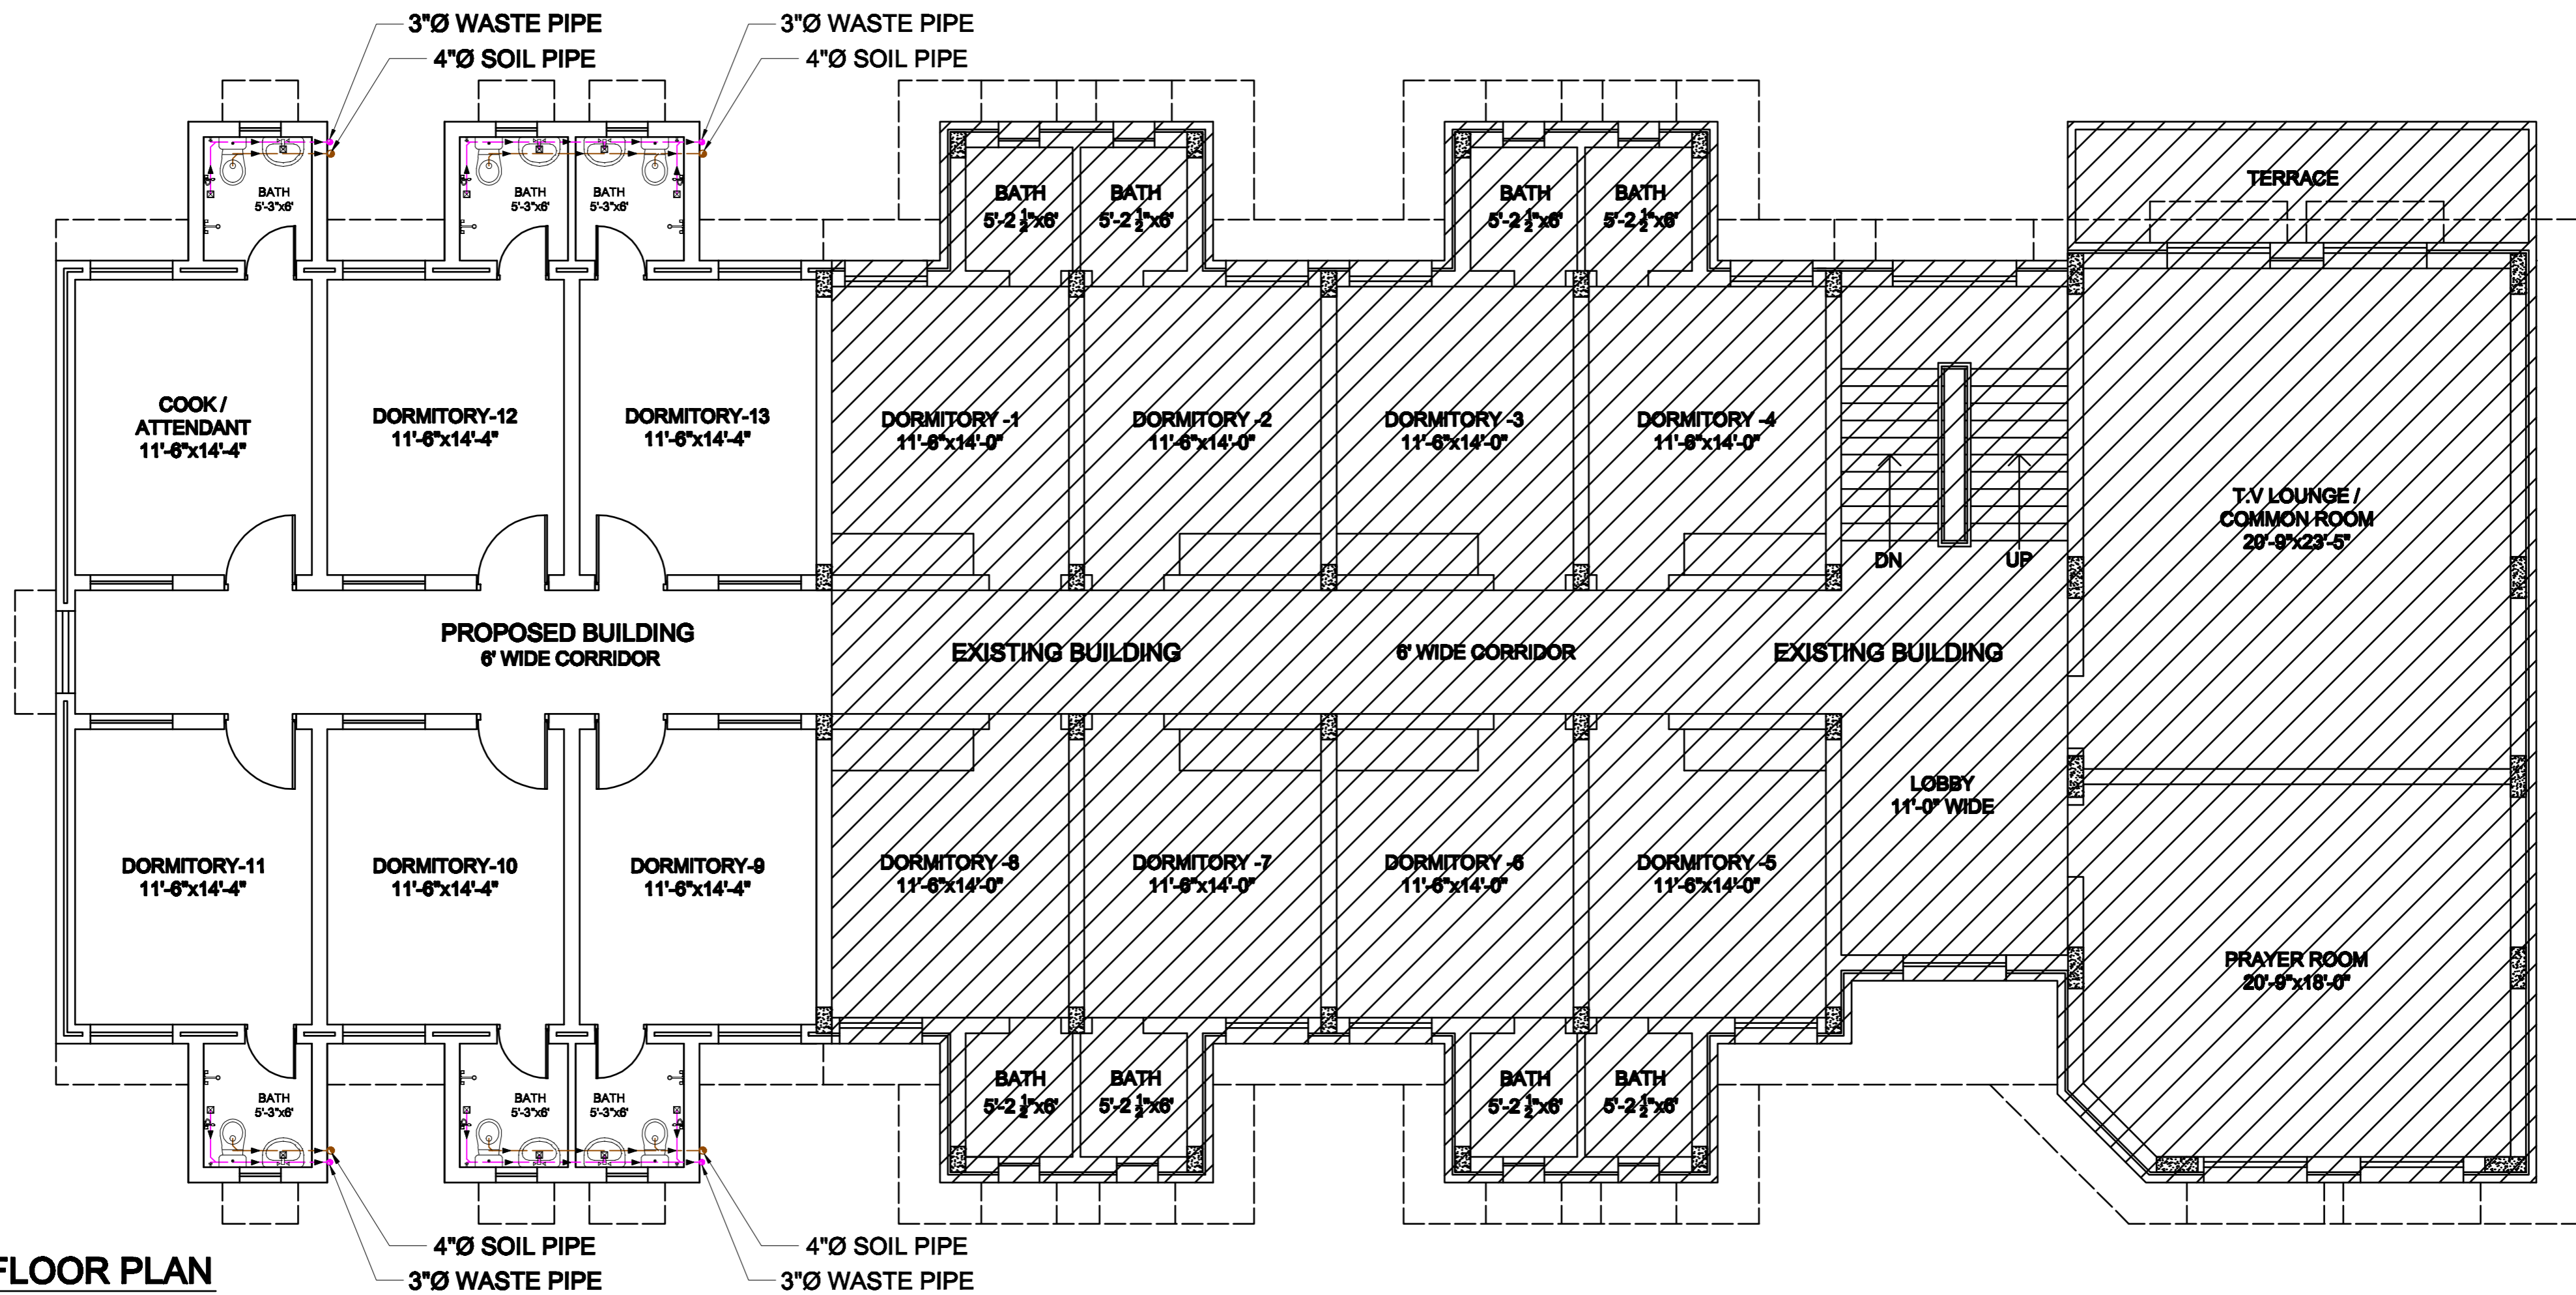 3"Ø WASTE PIPE
4"Ø SOIL PIPE
3"Ø WASTE PIPE
4"Ø SOIL PIPE
BATH
5'-3"x6'
BATH
5'-3"x6'
BATH
5'-3"x6'
BATH
5'-2 1/2"x6'
BATH
5'-2 1/2"x6'
BATH
5'-2 1/2"x6'
BATH
5'-2 1/2"x6'
TERRACE
COOK /
ATTENDANT
11'-6"x14'-4"
DORMITORY-12
11'-6"x14'-4"
DORMITORY-13
11'-6"x14'-4"
DORMITORY -1
11'-6"x14'-0"
DORMITORY -2
11'-6"x14'-0"
DORMITORY -3
11'-6"x14'-0"
DORMITORY -4
11'-6"x14'-0"
DN
UP
T.V LOUNGE /
COMMON ROOM
20'-9"x23'-5"
PROPOSED BUILDING
6' WIDE CORRIDOR
EXISTING BUILDING
6' WIDE CORRIDOR
EXISTING BUILDING
LOBBY
11'-0" WIDE
DORMITORY-11
11'-6"x14'-4"
DORMITORY-10
11'-6"x14'-4"
DORMITORY-9
11'-6"x14'-4"
DORMITORY -8
11'-6"x14'-0"
DORMITORY -7
11'-6"x14'-0"
DORMITORY -6
11'-6"x14'-0"
DORMITORY -5
11'-6"x14'-0"
PRAYER ROOM
20'-9"x18'-0"
BATH
5'-3"x6'
BATH
5'-3"x6'
BATH
5'-3"x6'
BATH
5'-2 1/2"x6'
BATH
5'-2 1/2"x6'
BATH
5'-2 1/2"x6'
BATH
5'-2 1/2"x6'
4"Ø SOIL PIPE
3"Ø WASTE PIPE
4"Ø SOIL PIPE
3"Ø WASTE PIPE
FLOOR PLAN